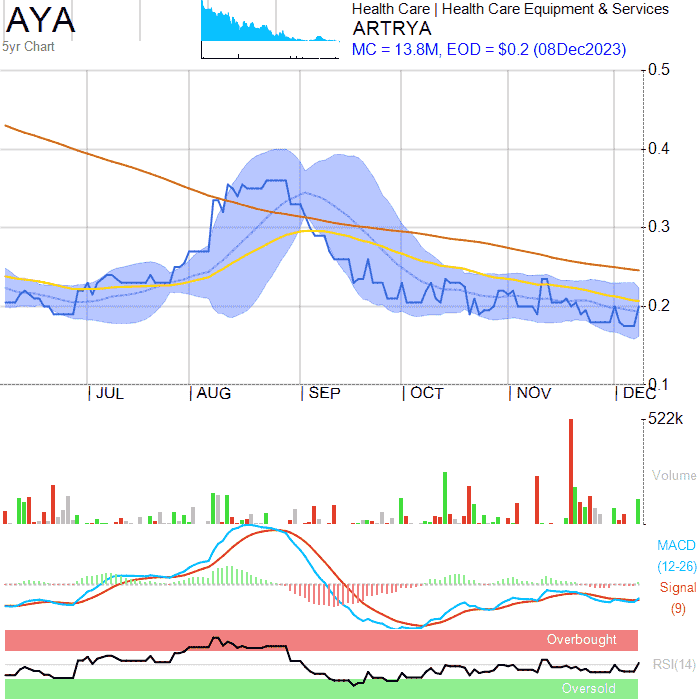 AYA
5yr Chart
Health Care | Health Care Equipment & Services
ARTRYA
MC = 13.8M, EOD = $0.2 (08Dec2023)
0.5
0.4
0.3
0.2
0.1
JUL AUG SEP OCT NOV DEC
522k
Volume
MACD
(12-26)
Signal
(9)
Overbought
RSI(14)
Oversold